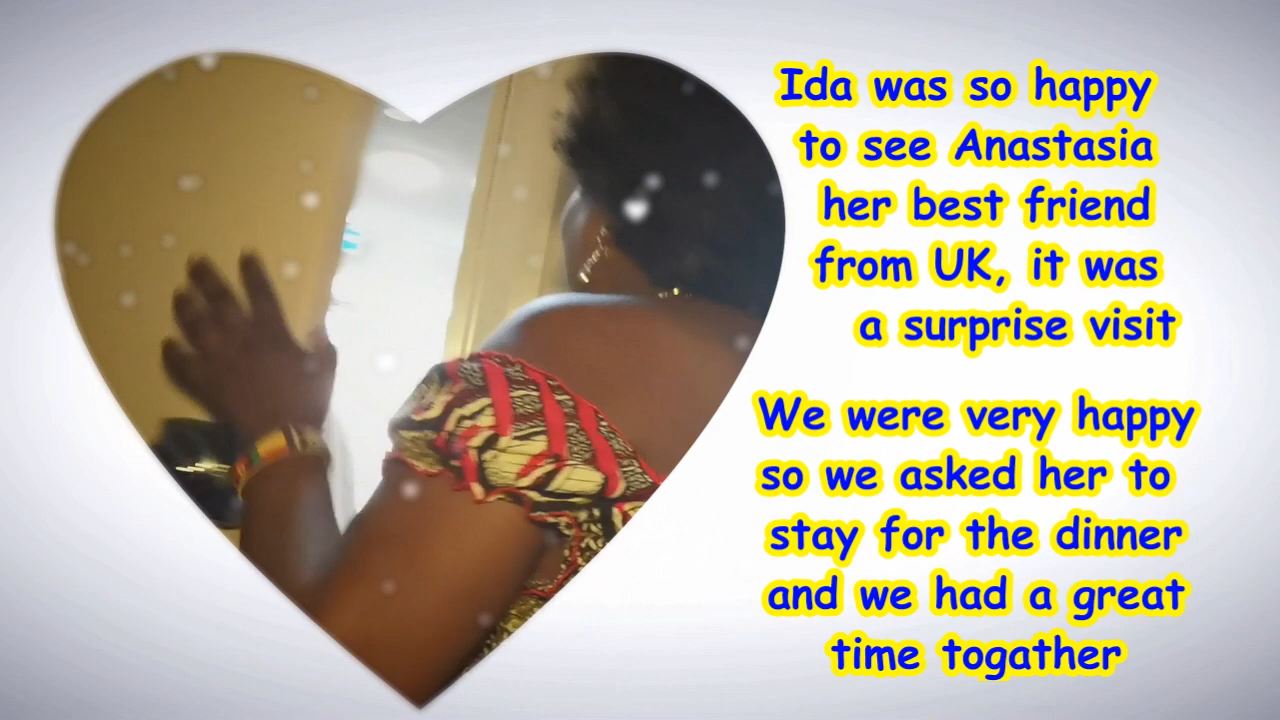 Ida was so happy
to see Anastasia
her best friend
from UK, it was
a surprise visit
We were very happy
so we asked her to
stay for the dinner
and we had a great
time togather